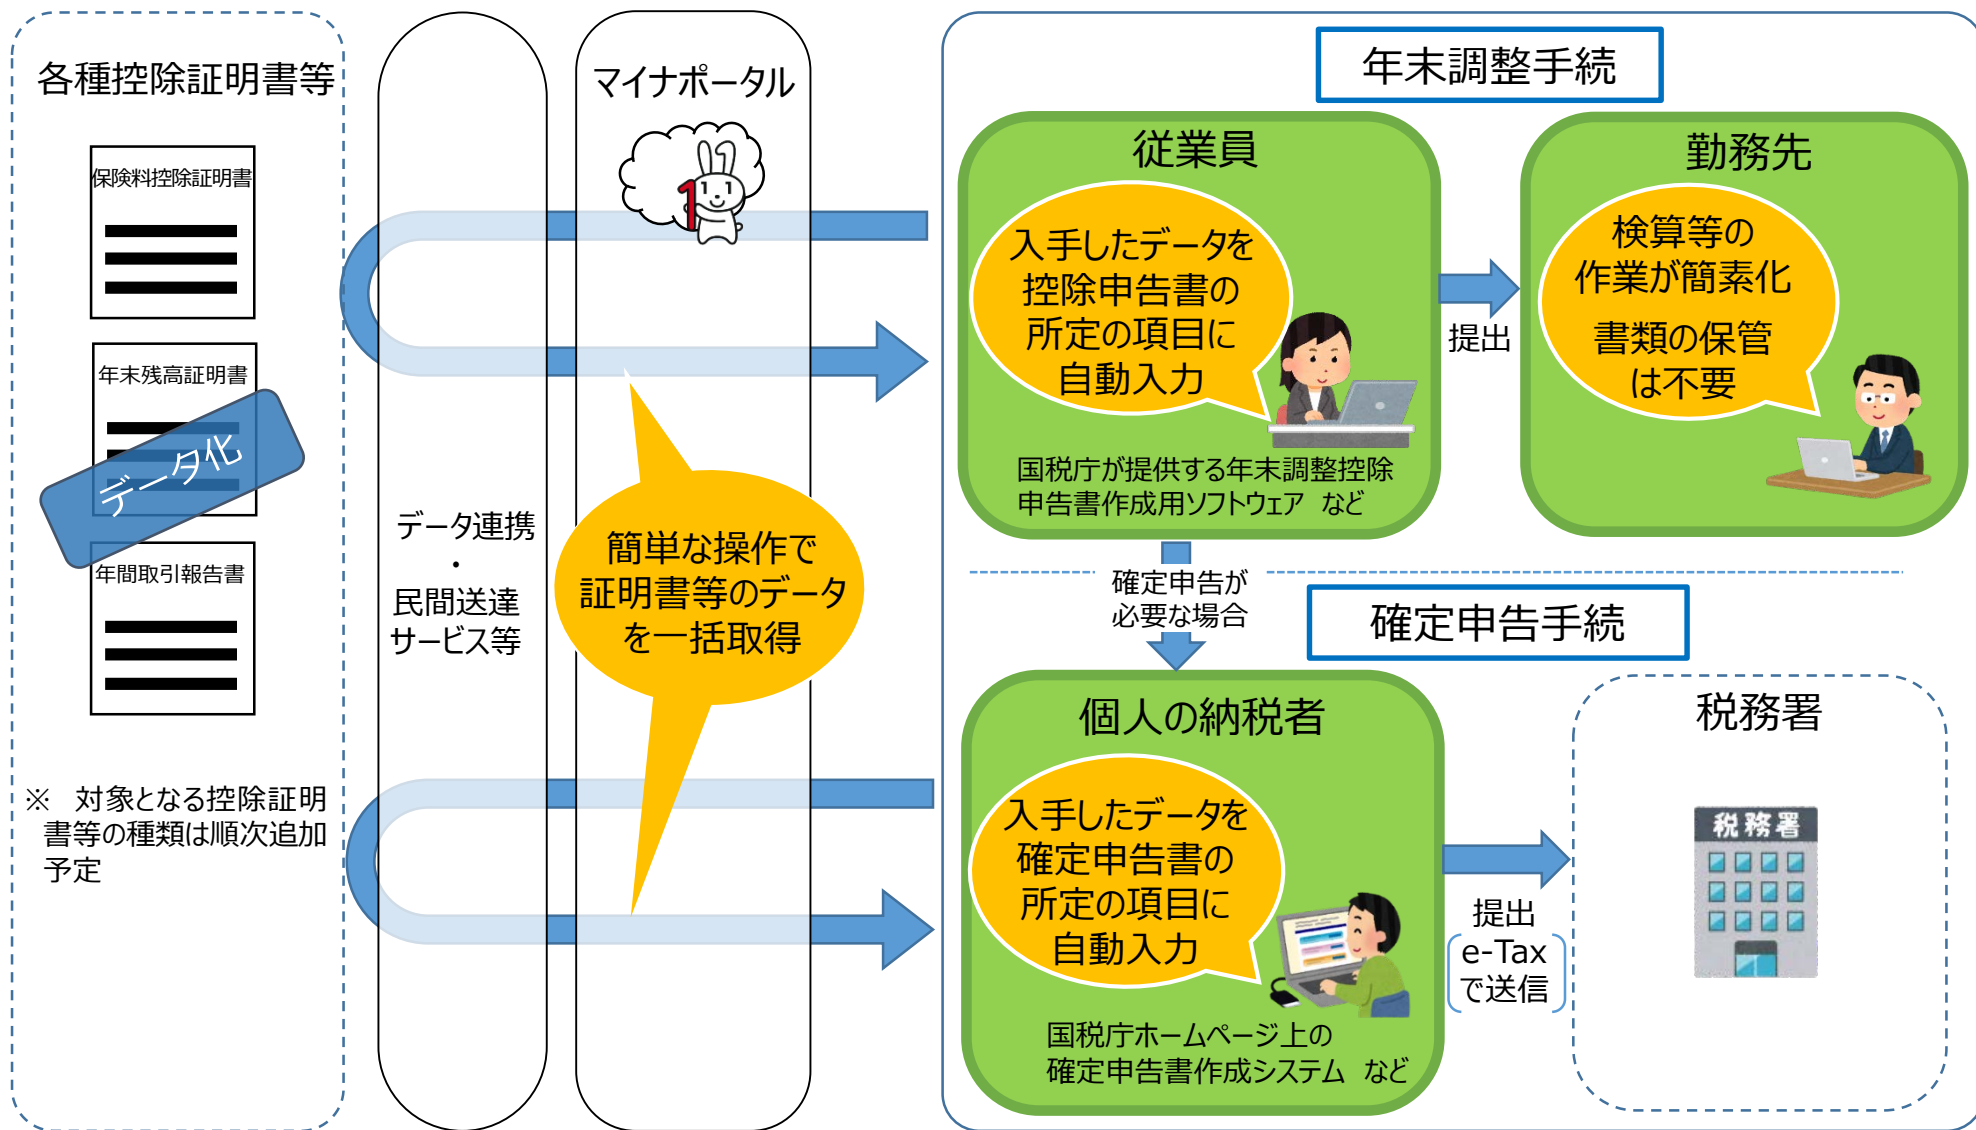 各種控除証明書等
保険料控除証明書
年末残高証明書
データ化
年間取引報告書
※ 対象となる控除証明
書等の種類は順次追加
予定
データ連携
・
民間送達
サービス等
マイナポータル
1
簡単な操作で
証明書等のデータ
を一括取得
年末調整手続
従業員
入手したデータを
控除申告書の
所定の項目に
自動入力
国税庁が提供する年末調整控除
申告書作成用ソフトウェア など
提出
勤務先
検算等の
作業が簡素化
書類の保管
は不要
確定申告が
必要な場合
確定申告手続
個人の納税者
入手したデータを
確定申告書の
所定の項目に
自動入力
国税庁ホームページ上の
確定申告書作成システム など
提出
e-Tax
で送信
税務署
税務署